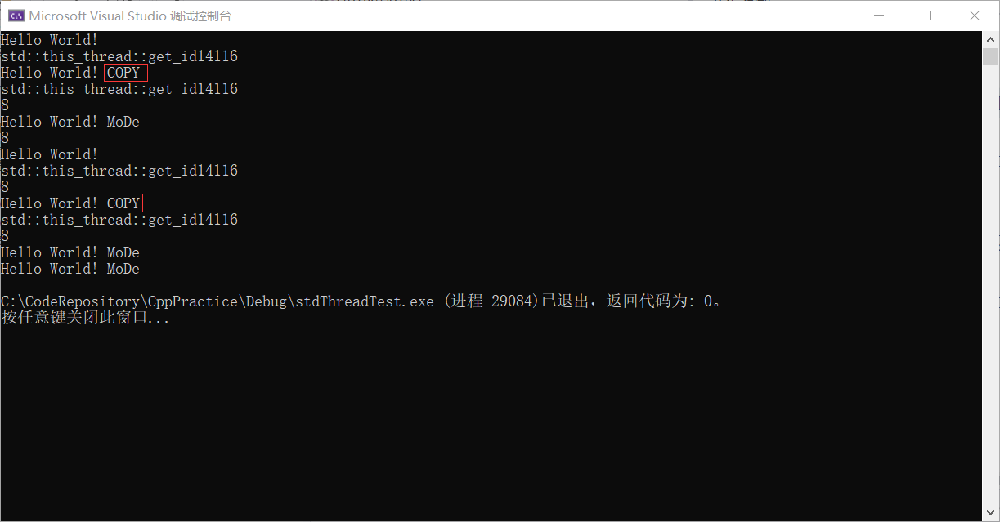 Microsoft Visual Studio 调试控制台
Hello World!
std::this_thread::get_id14116
Hello World! COPY
std::this_thread::get_id14116
8
Hello World! MoDe
8
Hello World!
std::this_thread::get_id14116
8
Hello World! COPY
std::this_thread::get_id14116
8
Hello World! MoDe
Hello World! MoDe
C:\CodeRepository\CppPractice\Debug\stdThreadTest.exe (进程 29084)已退出，返回代码为: 0。
按任意键关闭此窗口...